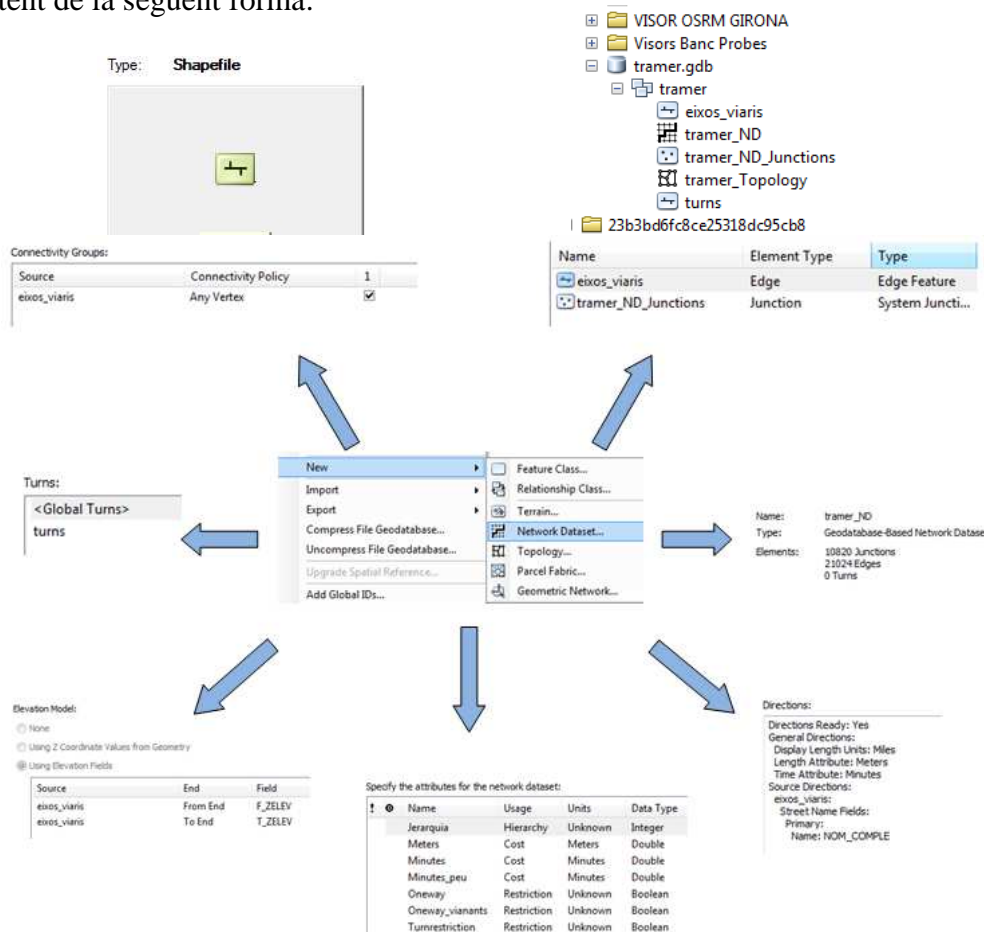 tent de la següent forma:
VISOR OSRM GIRONA
Visors Banc Probes
tramer.gdb
tramer
eixos_viaris
tramer_ND
tramer_ND_Junctions
tramer_Topology
turns
23b3bd6fc8ce25318dc95cb8
Type: Shapefile
Connectivity Groups:
Source Connectivity Policy 1
eixos_viaris Any Vertex
Name Element Type Type
eixos_viaris Edge Edge Feature
tramer_ND_Junctions Junction System Juncti...
Turns:
<Global Turns>
turns
New
Import
Export
Compress File Geodatabase...
Uncompress File Geodatabase...
Upgrade Spatial Reference...
Add Global IDs...
Feature Class...
Relationship Class...
Terrain...
Network Dataset...
Topology...
Parcel Fabric...
Geometric Network...
Name: tramer_ND
Type: Geodatabase-Based Network Datase
Elements: 10820 Junctions
21024 Edges
0 Turns
Elevation Model:
None
Using Z Coordinate Values from Geometry
Using Elevation Fields
Source End Field
eixos_viaris From End F_ZELEV
eixos_viaris To End T_ZELEV
Specify the attributes for the network dataset:
! Name Usage Units Data Type
Jerarquia Hierarchy Unknown Integer
Meters Cost Meters Double
Minutes Cost Minutes Double
Minutes_peu Cost Minutes Double
Oneway Restriction Unknown Boolean
Oneway_vianants Restriction Unknown Boolean
Turnrestriction Restriction Unknown Boolean
Directions:
Directions Ready: Yes
General Directions:
Display Length Units: Miles
Length Attribute: Meters
Time Attribute: Minutes
Source Directions:
eixos_viaris:
Street Name Fields:
Primary:
Name: NOM_COMPLE